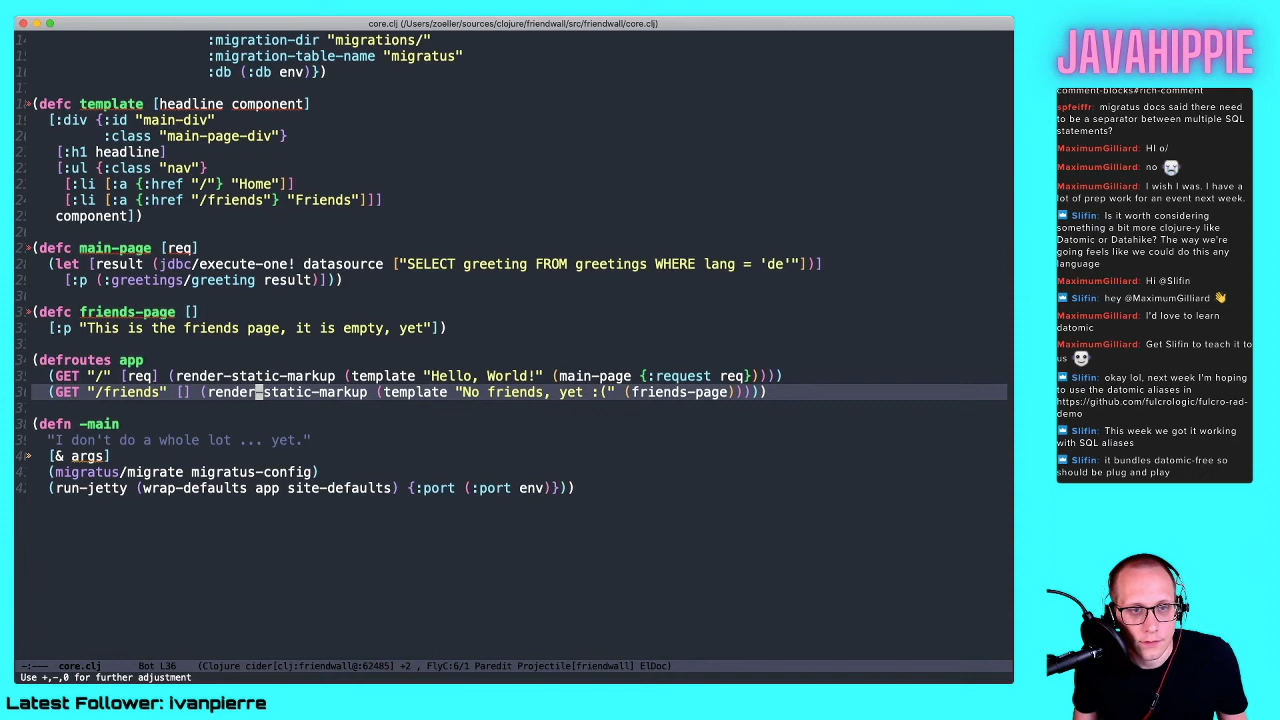 core.clj (/Users/zoeller/sources/clojure/friendwall/src/friendwall/core.clj)
:migration-dir "migrations/"
:migration-table-name "migratus"
:db (:db env)})
(defc template [headline component]
[:div {:id "main-div"
:class "main-page-div"}
[:h1 headline]
[:ul {:class "nav"}
[:li [:a {:href "/"} "Home"]]
[:li [:a {:href "/friends"} "Friends"]]]
component])
(defc main-page [req]
(let [result (jdbc/execute-one! datasource ["SELECT greeting FROM greetings WHERE lang = 'de'"])]
[:p (:greetings/greeting result)]))
(defc friends-page []
[:p "This is the friends page, it is empty, yet"])
(defroutes app
(GET "/" [req] (render-static-markup (template "Hello, World!" (main-page {:request req}))))
(GET "/friends" [] (render-static-markup (template "No friends, yet :(" (friends-page)))))
(defn -main
"I don't do a whole lot ... yet."
[& args]
(migratus/migrate migratus-config)
(run-jetty (wrap-defaults app site-defaults) {:port (:port env)}))
-:--- core.clj Bot L36 (Clojure cider[clj:friendwall@:62485] +2 , FlyC:6/1 Paredit Projectile[friendwall] ElDoc)
Use +,-,0 for further adjustment
JAVAHIPPIE
comment-blocks#rich-comment
spfeiffr: migratus docs said there need
to be a separator between multiple SQL
statements?
MaximumGilliard: HI o/
MaximumGilliard: no
MaximumGilliard: I wish I was. I have a
lot of prep work for an event next week.
Slifin: Is it worth considering
something a bit more clojure-y like
Datomic or Datahike? The way we're
going feels like we could do this any
language
MaximumGilliard: Hi @Slifin
Slifin: hey @MaximumGilliard
MaximumGilliard: I'd love to learn
datomic
MaximumGilliard: Get Slifin to teach it to
us
Slifin: okay lol, next week I'm hoping
to use the datomic aliases in
https://github.com/fulcrologic/fulcro-rad-
demo
Slifin: This week we got it working
with SQL aliases
Slifin: it bundles datomic-free so
should be plug and play
Latest Follower: ivanpierre